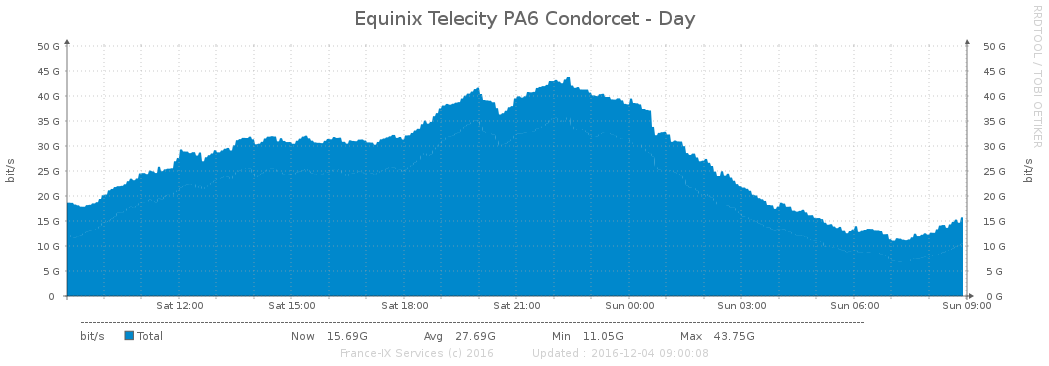 Equinix Telecity PA6 Condorcet - Day
RRDTOOL / TOBI OETIKER
bit/s
50 G 50 G
45 G 45 G
40 G 40 G
35 G 35 G
30 G 30 G
25 G 25 G
20 G 20 G
15 G 15 G
10 G 10 G
5 G 5 G
0 0 G
bit/s
Sat 12:00 Sat 15:00 Sat 18:00 Sat 21:00 Sun 00:00 Sun 03:00 Sun 06:00 Sun 09:00
bit/s Total Now 15.69G Avg 27.69G Min 11.05G Max 43.75G
France-IX Services (c) 2016 Updated : 2016-12-04 09:00:08